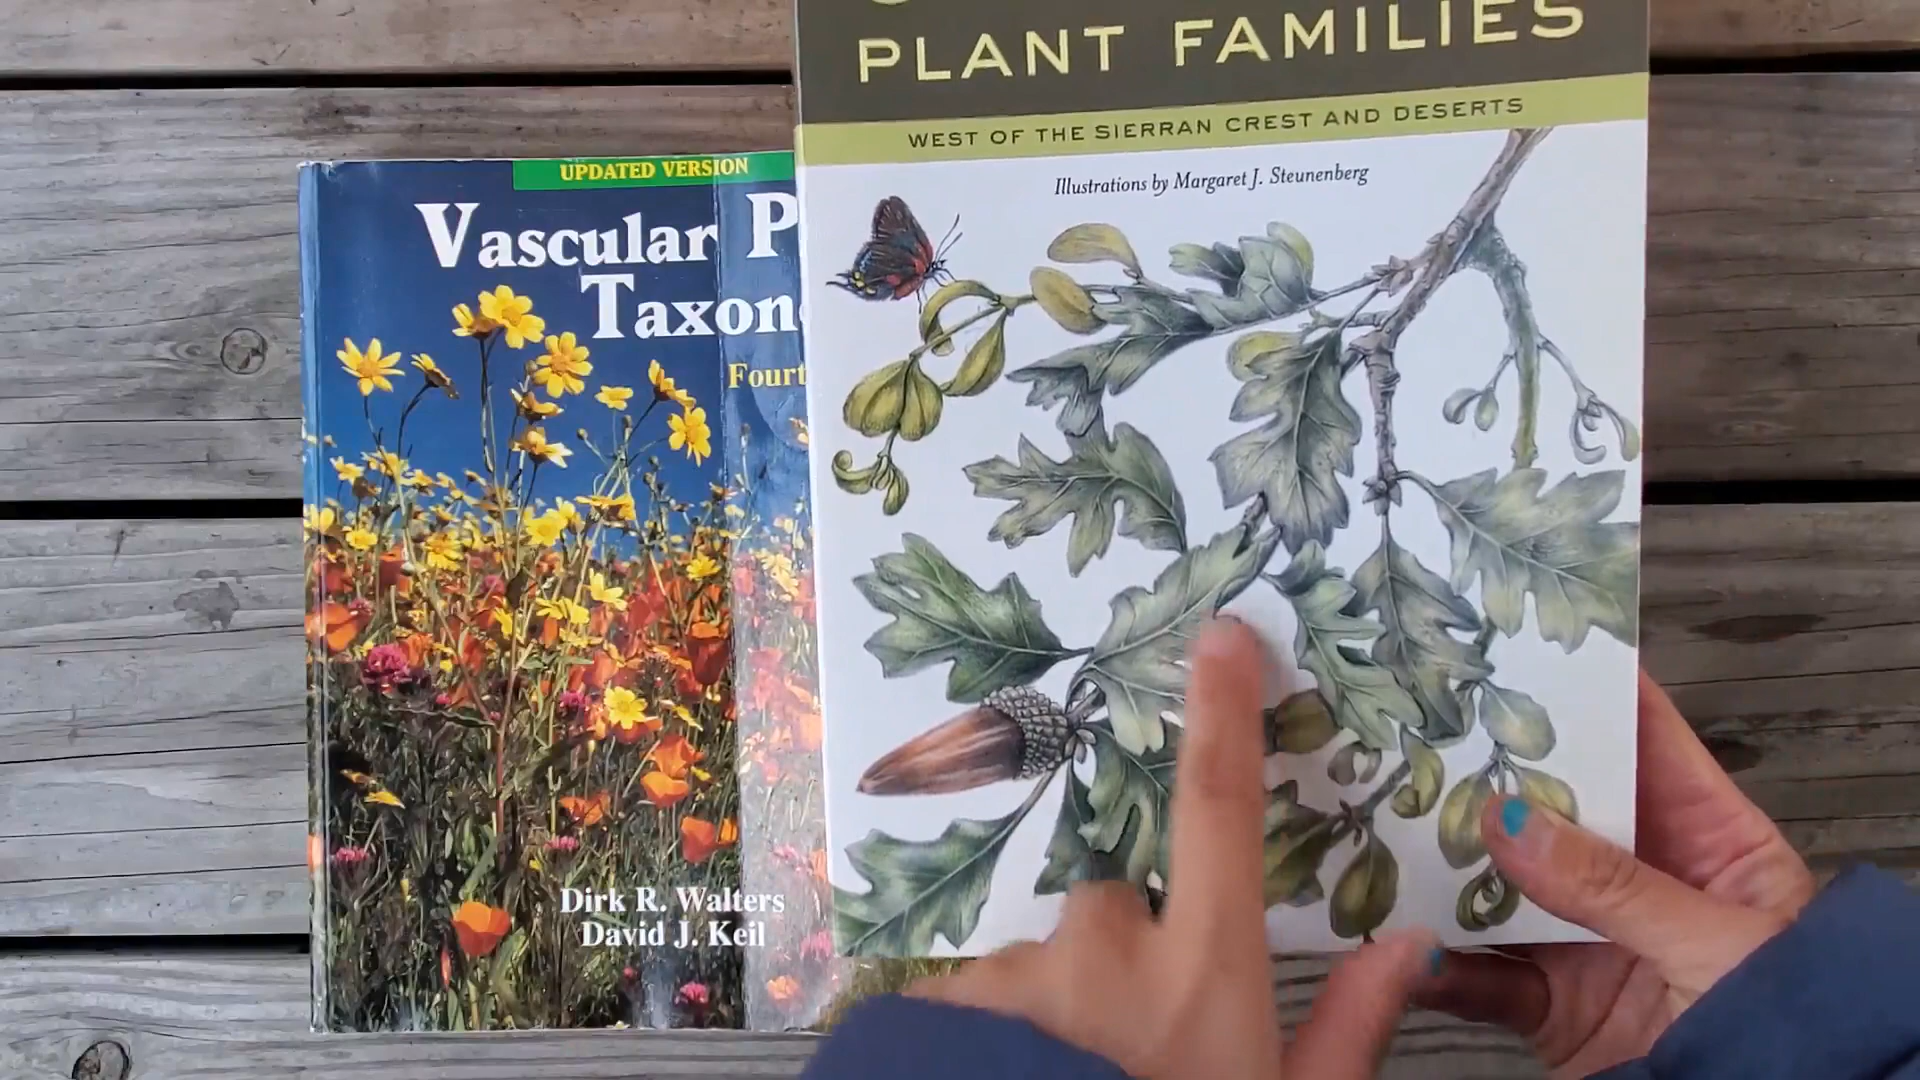 UPDATED VERSION
Vascular P
Taxon
Fourt
Dirk R. Walters
David J. Keil
PLANT FAMILIES
WEST OF THE SIERRAN CREST AND DESERTS
Illustrations by Margaret J. Steunenberg